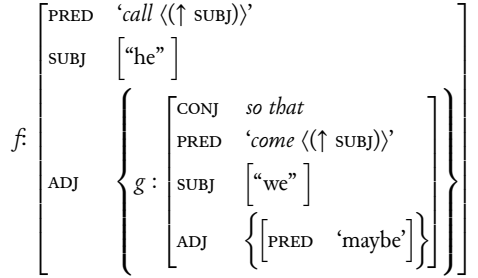 PRED ‘call ⟨(↑ SUBJ)⟩’
SUBJ [“he” ]
CONJ so that
PRED ‘come ⟨(↑ SUBJ)⟩’
f: ADJ { g : SUBJ [“we” ] }
ADJ {[PRED ‘maybe’]}